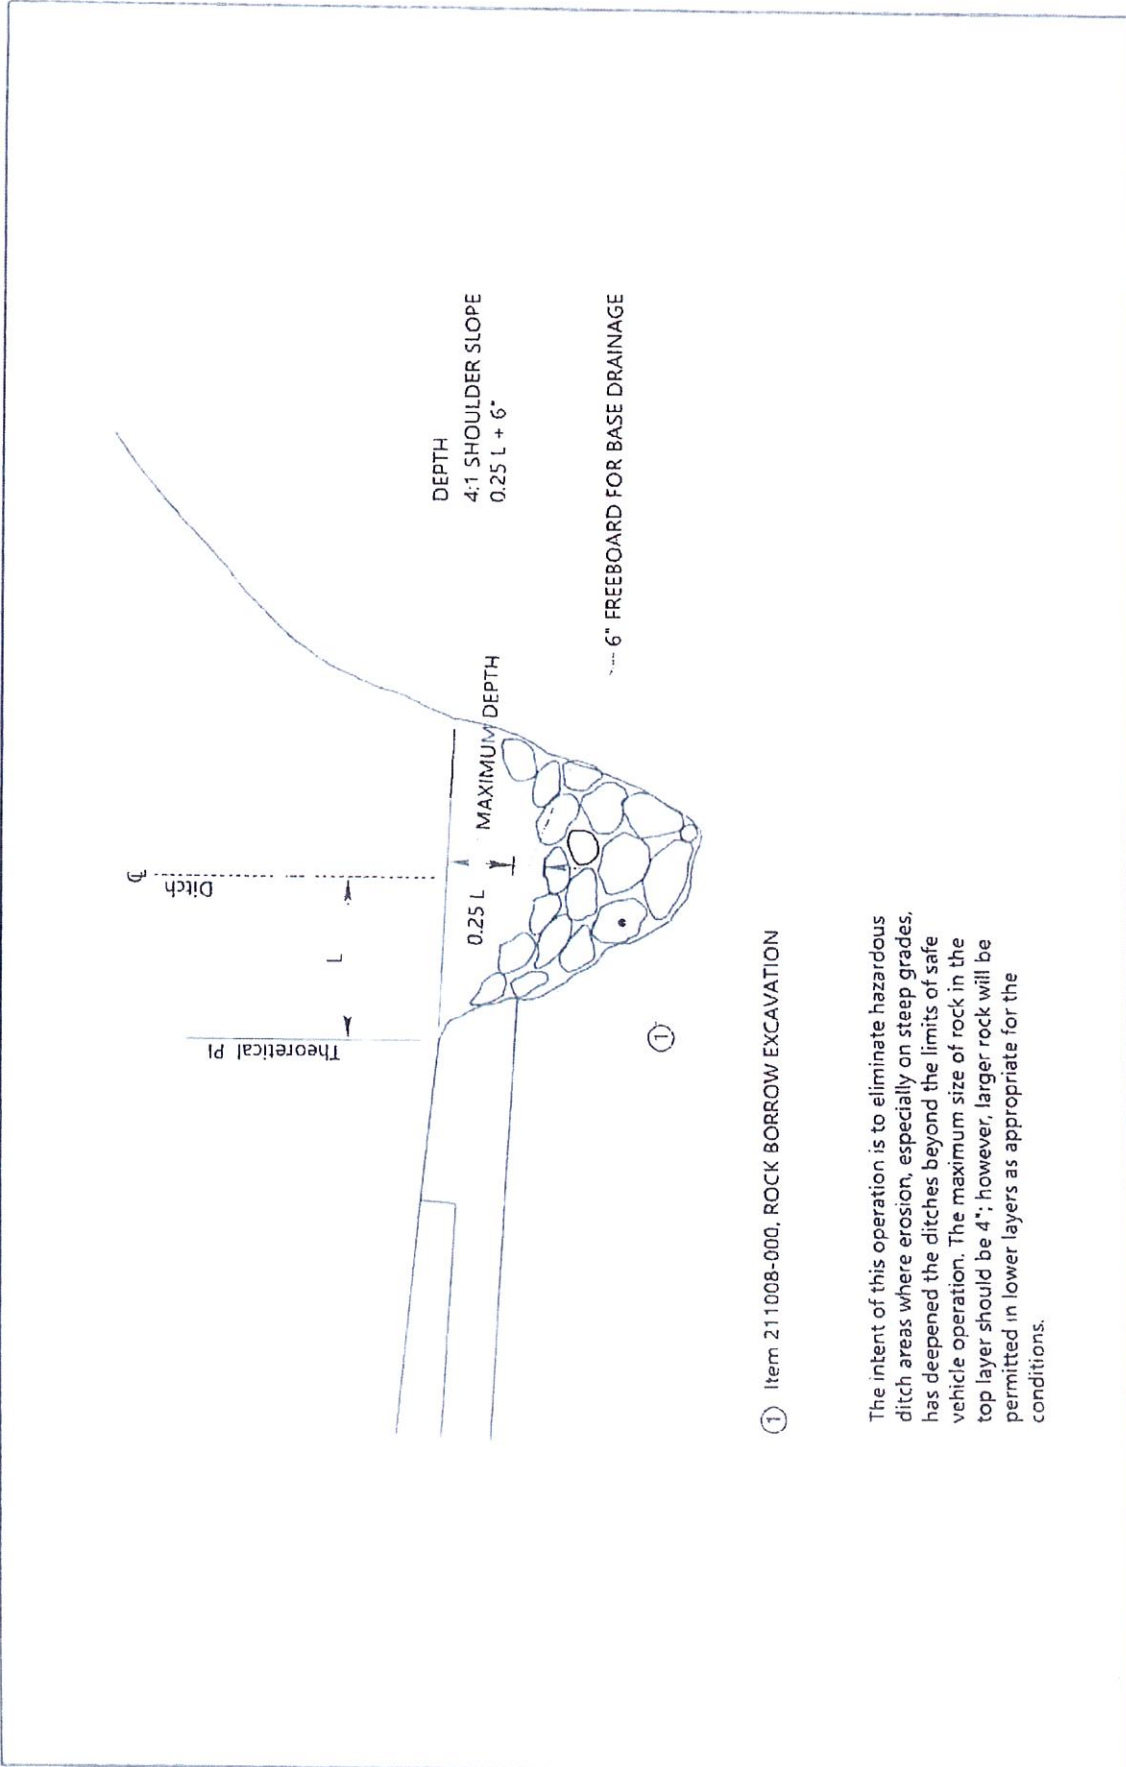 ℄
Ditch
Theoretical PI
L
0.25 L
MAXIMUM DEPTH
DEPTH
4:1 SHOULDER SLOPE
0.25 L + 6"
6" FREEBOARD FOR BASE DRAINAGE
①
① Item 211008-000, ROCK BORROW EXCAVATION
The intent of this operation is to eliminate hazardous
ditch areas where erosion, especially on steep grades,
has deepened the ditches beyond the limits of safe
vehicle operation. The maximum size of rock in the
top layer should be 4"; however, larger rock will be
permitted in lower layers as appropriate for the
conditions.